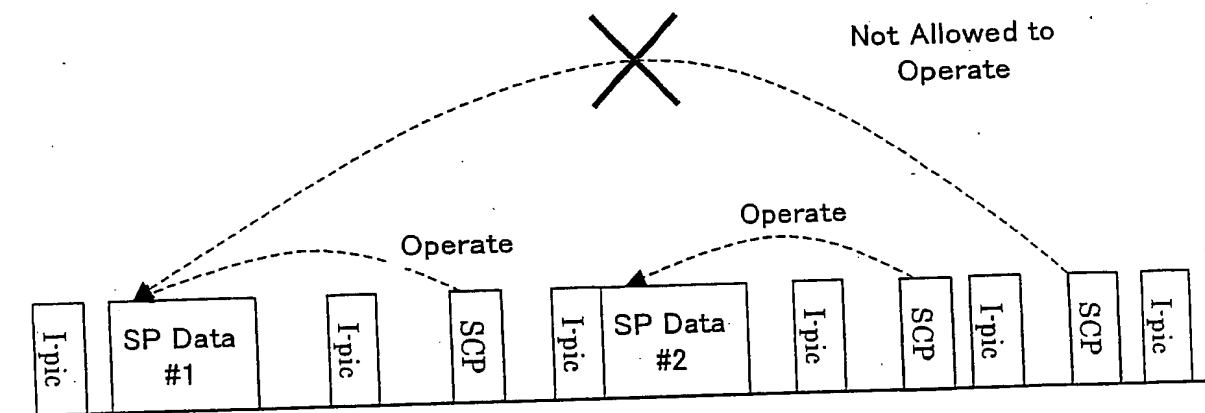 Not Allowed to
Operate
Operate
Operate
I-pic
SP Data
#1
I-pic
SCP
I-pic
SP Data
#2
I-pic
SCP
I-pic
SCP
I-pic